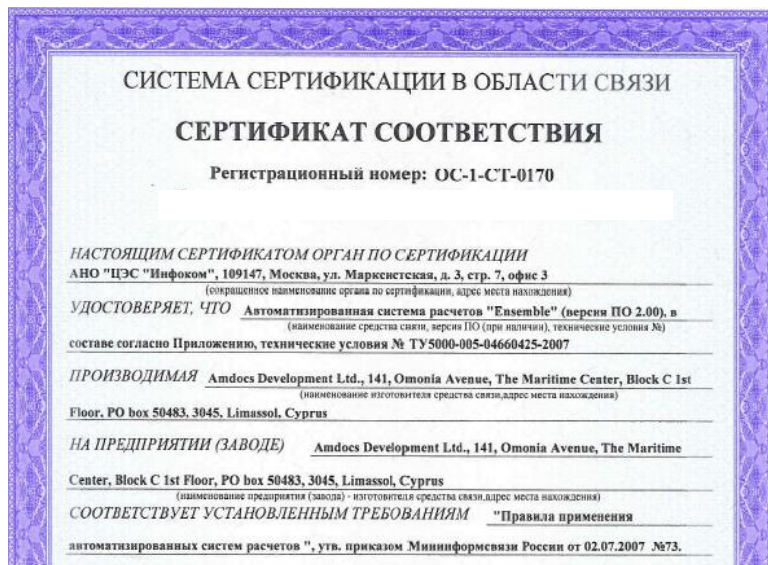 СИСТЕМА СЕРТИФИКАЦИИ В ОБЛАСТИ СВЯЗИ
СЕРТИФИКАТ СООТВЕТСТВИЯ
Регистрационный номер: ОС-1-СТ-0170
НАСТОЯЩИМ СЕРТИФИКАТОМ ОРГАН ПО СЕРТИФИКАЦИИ
АНО "ЦЭС "Инфоком", 109147, Москва, ул. Марксистская, д. 3, стр. 7, офис 3
(сокращенное наименование органа по сертификации, адрес места нахождения)
УДОСТОВЕРЯЕТ, ЧТО Автоматизированная система расчетов "Ensemble" (версия ПО 2.00), в
(наименование средства связи, версия ПО (при наличии), технические условия №)
составе согласно Приложению, технические условия № ТУ5000-005-04660425-2007
ПРОИЗВОДИМАЯ Amdocs Development Ltd., 141, Omonia Avenue, The Maritime Center, Block C 1st
(наименование изготовителя средства связи,адрес места нахождения)
Floor, PO box 50483, 3045, Limassol, Cyprus
НА ПРЕДПРИЯТИИ (ЗАВОДЕ) Amdocs Development Ltd., 141, Omonia Avenue, The Maritime
Center, Block C 1st Floor, PO box 50483, 3045, Limassol, Cyprus
(наименование предприятия (завода) - изготовителя средства связи,адрес места нахождения)
СООТВЕТСТВУЕТ УСТАНОВЛЕННЫМ ТРЕБОВАНИЯМ "Правила применения
автоматизированных систем расчетов ", утв. приказом Мининформсвязи России от 02.07.2007 №73.